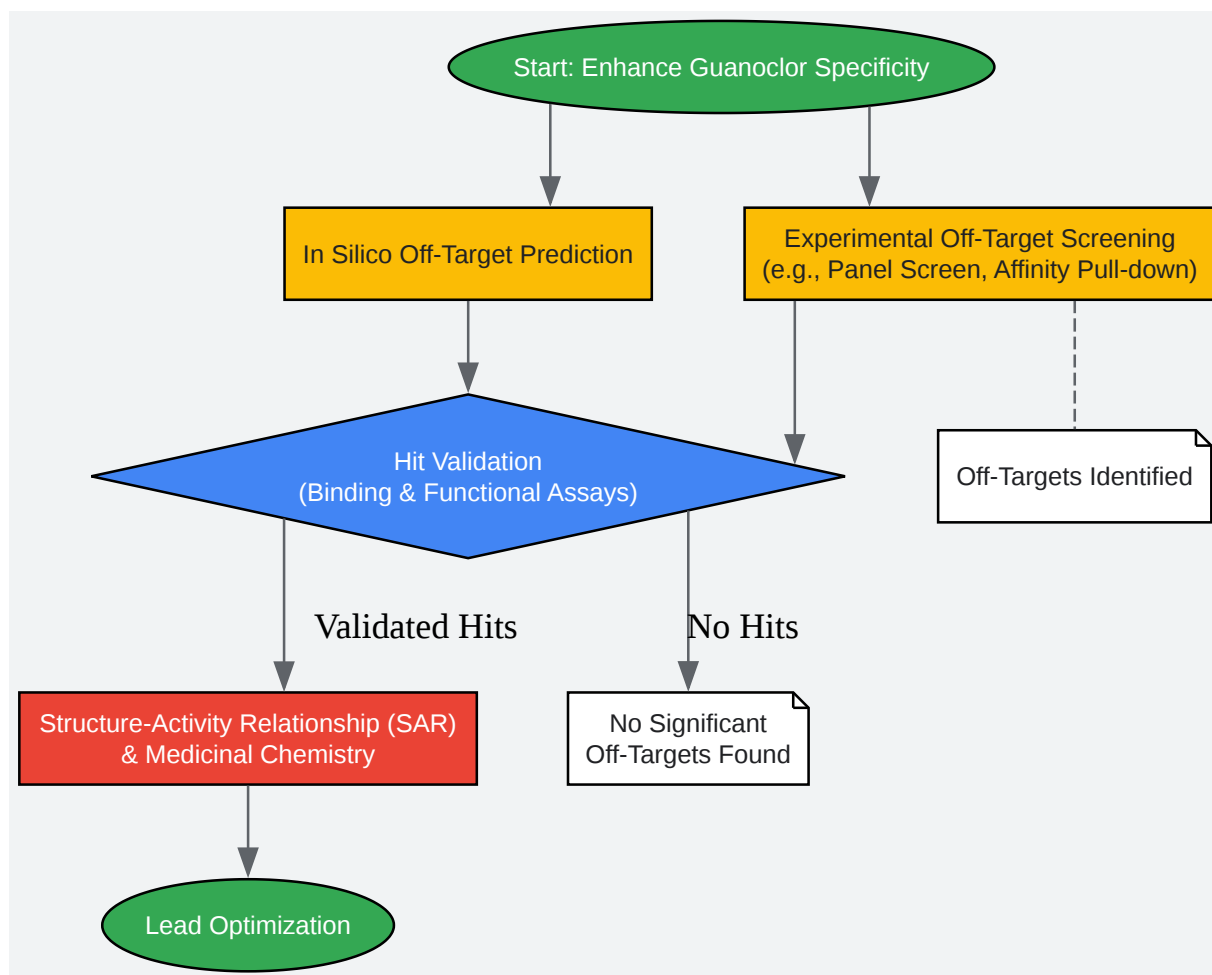 Start: Enhance Guanoclor Specificity
In Silico Off-Target Prediction
Experimental Off-Target Screening
(e.g., Panel Screen, Affinity Pull-down)
Hit Validation
(Binding & Functional Assays)
Off-Targets Identified
Validated Hits
No Hits
Structure-Activity Relationship (SAR)
& Medicinal Chemistry
No Significant
Off-Targets Found
Lead Optimization